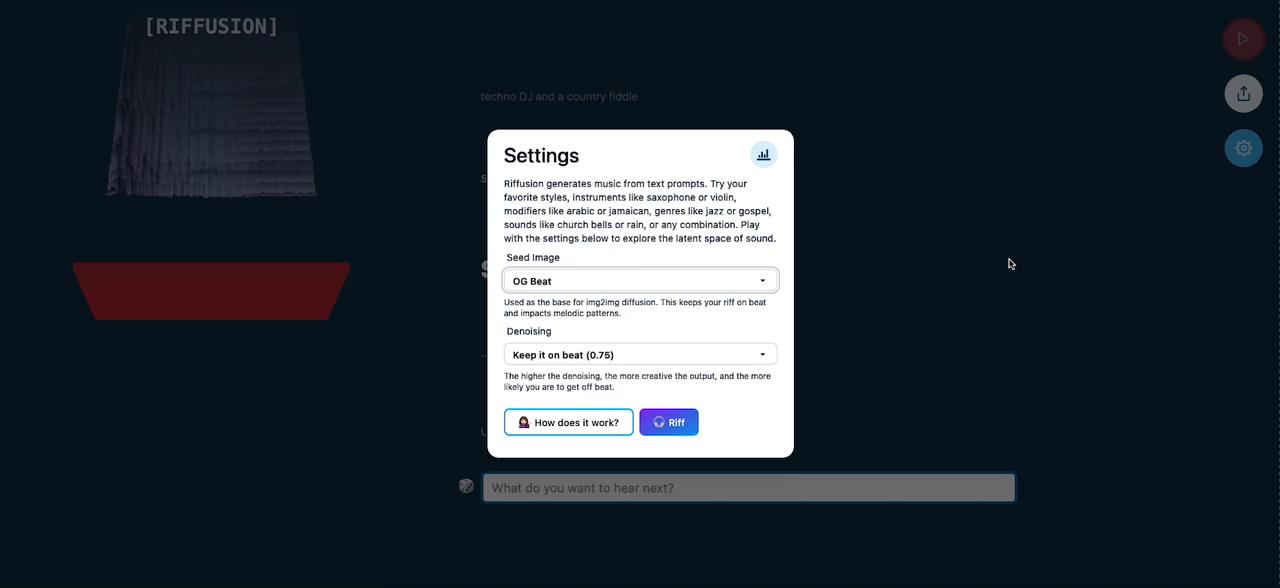 [RIFFUSION]
techno DJ and a country fiddle
Settings
Riffusion generates music from text prompts. Try your
favorite styles, instruments like saxophone or violin,
modifiers like arabic or jamaican, genres like jazz or gospel,
sounds like church bells or rain, or any combination. Play
with the settings below to explore the latent space of sound.
Seed Image
OG Beat
Used as the base for img2img diffusion. This keeps your riff on beat
and impacts melodic patterns.
Denoising
Keep it on beat (0.75)
The higher the denoising, the more creative the output, and the more
likely you are to get off beat.
How does it work?
Riff
What do you want to hear next?